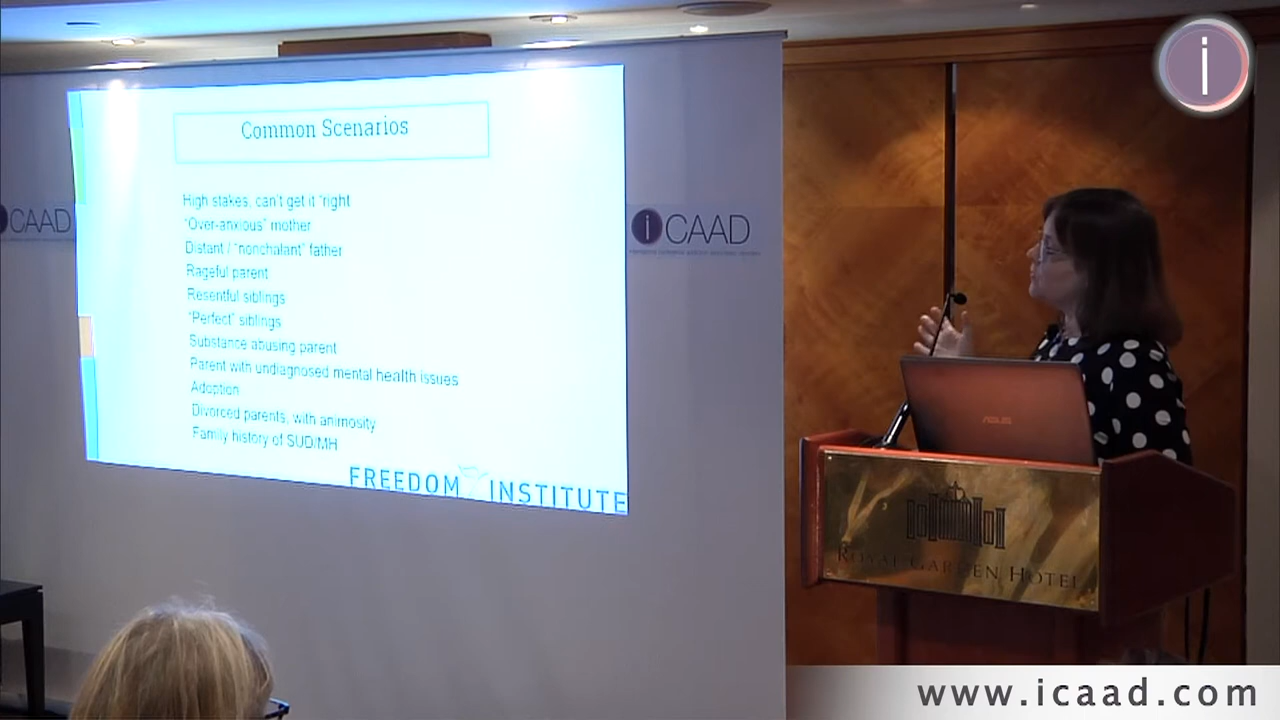 Common Scenarios
High stakes, can't get it "right
"Over-anxious" mother
Distant / "nonchalant" father
Rageful parent
Resentful siblings
"Perfect" siblings
Substance abusing parent
Parent with undiagnosed mental health issues
Adoption
Divorced parents, with animosity
Family history of SUD/MH
FREEDOM INSTITUTE
CAAD
iCAAD
i
ASUS
ROYAL GARDEN HOTEL
www.icaad.com